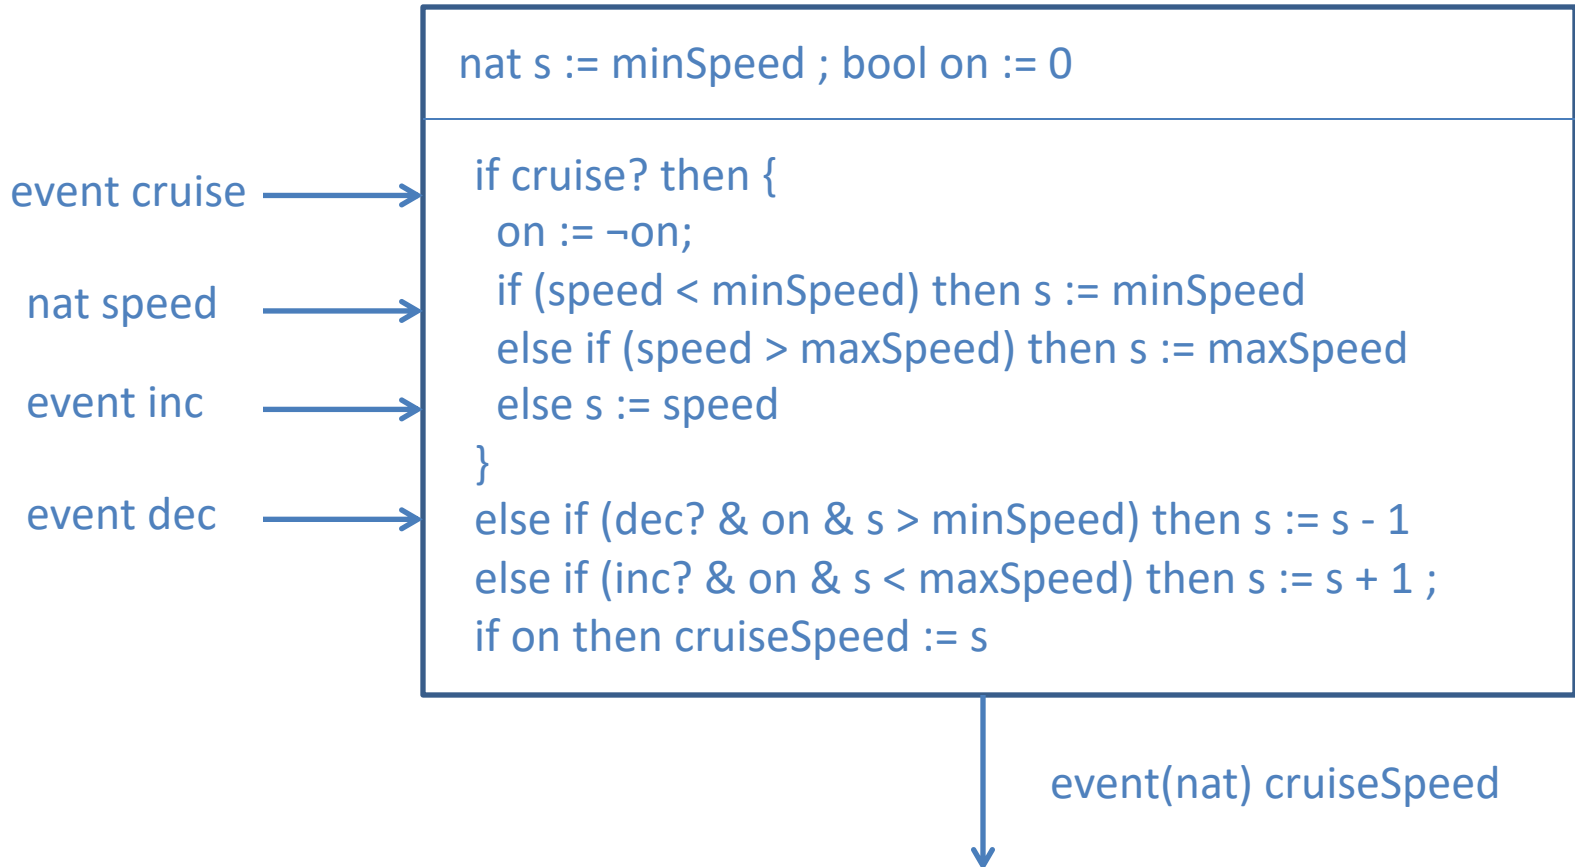 nat s := minSpeed ; bool on := 0
event cruise
nat speed
event inc
event dec
if cruise? then {
on := ¬on;
if (speed < minSpeed) then s := minSpeed
else if (speed > maxSpeed) then s := maxSpeed
else s := speed
}
else if (dec? & on & s > minSpeed) then s := s - 1
else if (inc? & on & s < maxSpeed) then s := s + 1 ;
if on then cruiseSpeed := s
event(nat) cruiseSpeed